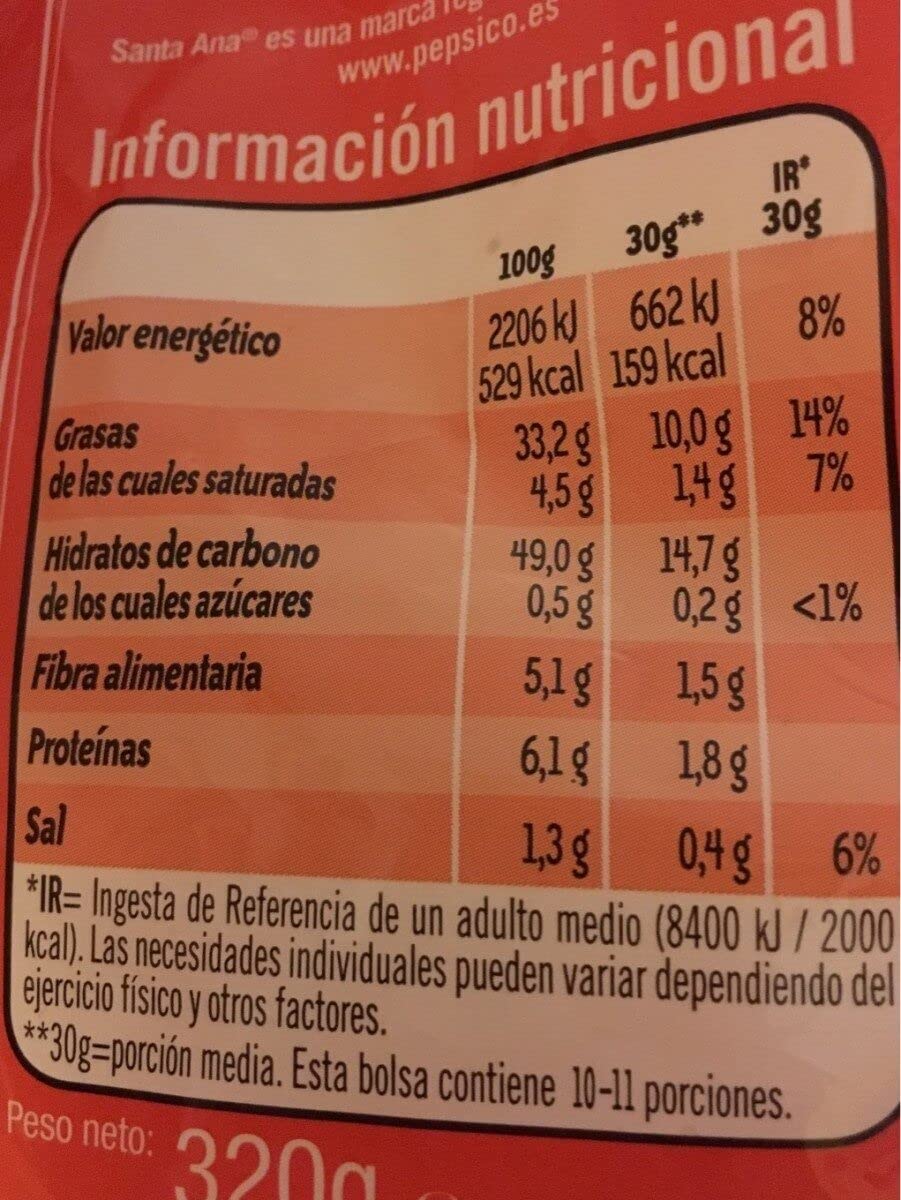 Santa Ana® es una marca
www.pepsico.es
Información nutricional
IR*
100g 30g** 30g
Valor energético 2206 kJ 662 kJ 8%
529 kcal 159 kcal
Grasas 33,2 g 10,0 g 14%
de las cuales saturadas 4,5 g 1,4 g 7%
Hidratos de carbono 49,0 g 14,7 g
de los cuales azúcares 0,5 g 0,2 g <1%
Fibra alimentaria 5,1 g 1,5 g
Proteínas 6,1 g 1,8 g
Sal 1,3 g 0,4 g 6%
*IR= Ingesta de Referencia de un adulto medio (8400 kJ / 2000
kcal). Las necesidades individuales pueden variar dependiendo del
ejercicio físico y otros factores.
**30g=porción media. Esta bolsa contiene 10-11 porciones.
Peso neto: 320g